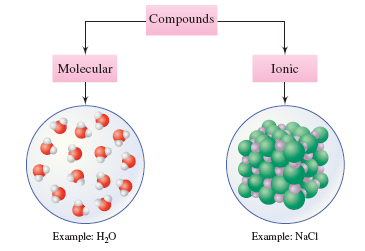 Compounds
Molecular
Ionic
Example: H₂O
Example: NaCl